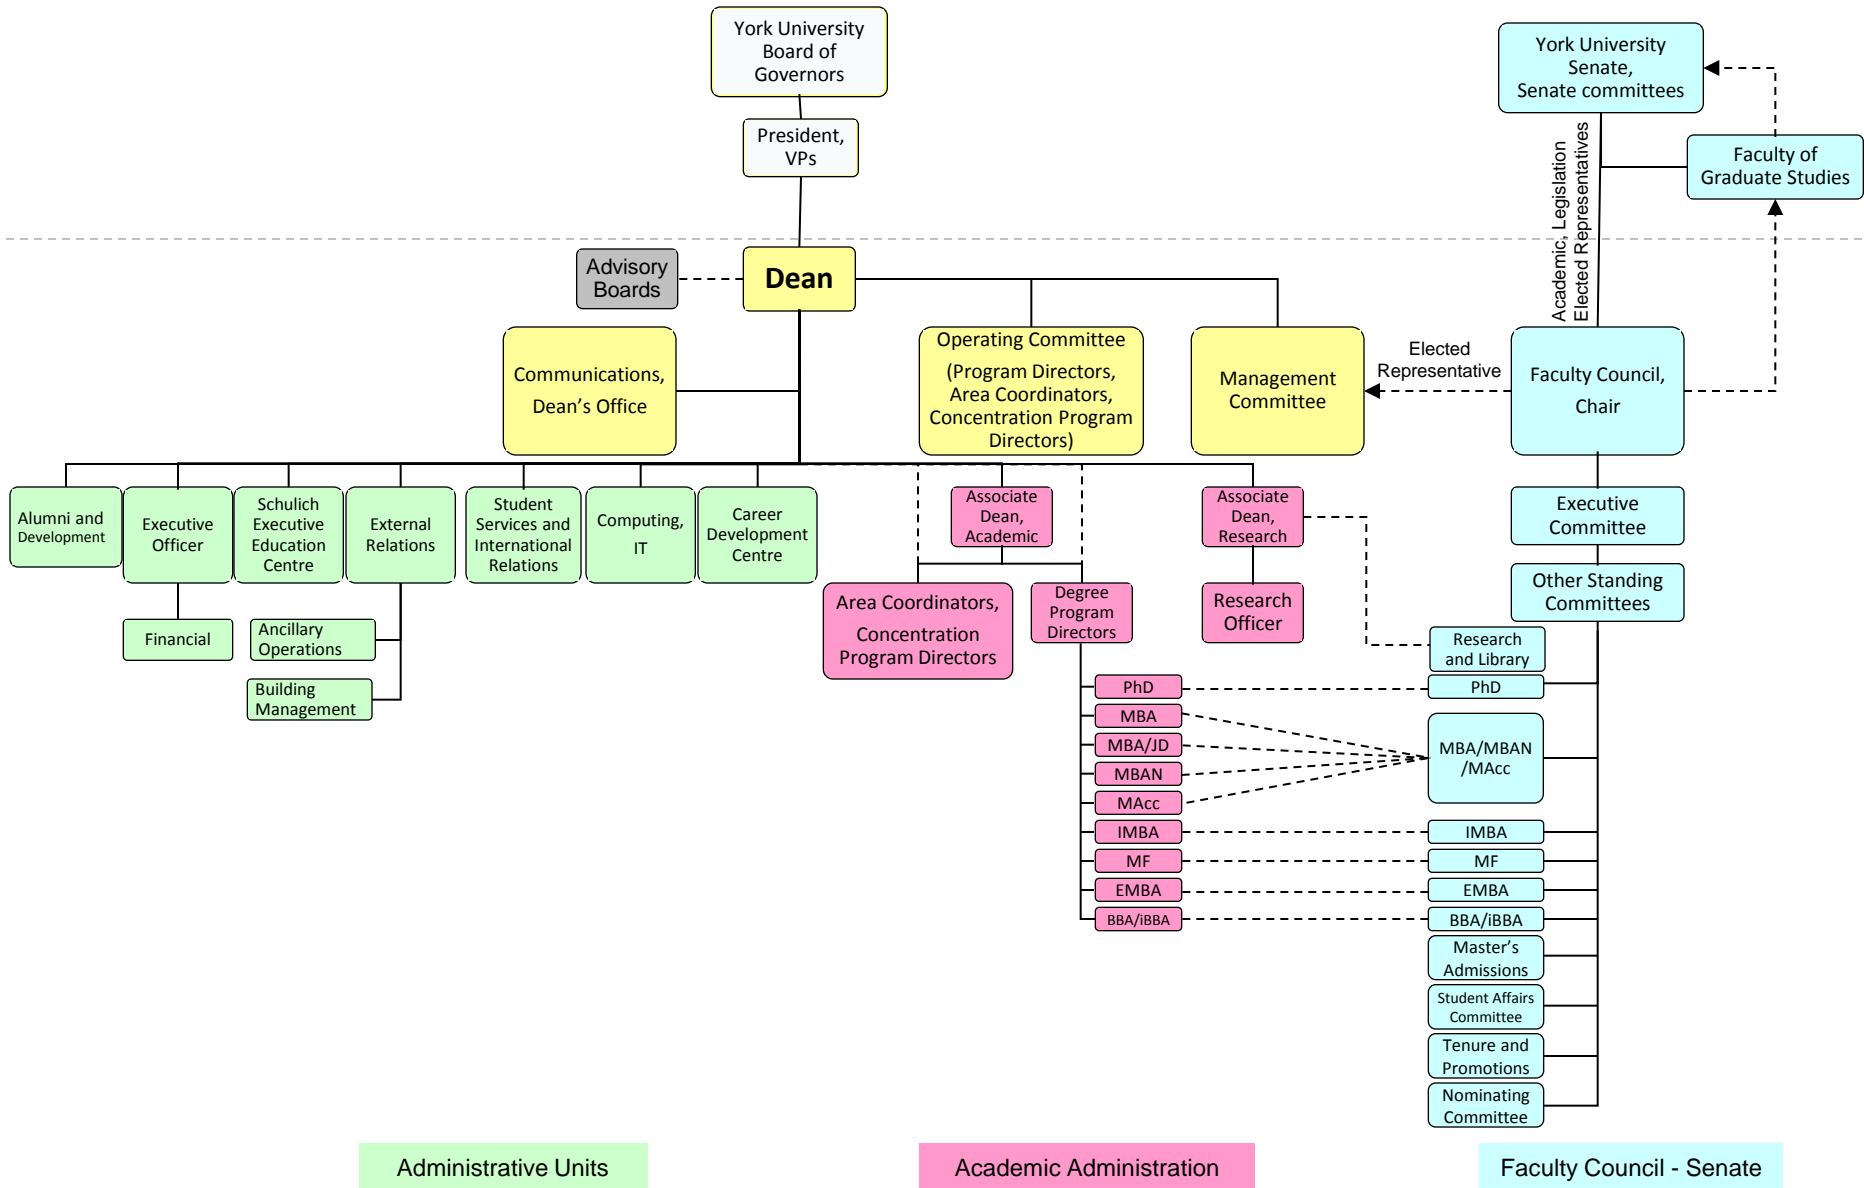 York University
Board of
Governors
President,
VPs
York University
Senate,
Senate committees
Faculty of
Graduate Studies
Academic, Legislation
Elected Representatives
Advisory
Boards
Dean
Communications,
Dean’s Office
Operating Committee
(Program Directors,
Area Coordinators,
Concentration Program
Directors)
Management
Committee
Elected
Representative
Faculty Council,
Chair
Alumni and
Development
Executive
Officer
Schulich
Executive
Education
Centre
External
Relations
Student
Services and
International
Relations
Computing,
IT
Career
Development
Centre
Associate
Dean,
Academic
Associate
Dean,
Research
Executive
Committee
Other Standing
Committees
Financial
Ancillary
Operations
Building
Management
Area Coordinators,
Concentration
Program Directors
Degree
Program
Directors
Research
Officer
Research
and Library
PhD
MBA
MBA/JD
MBAN
MAcc
IMBA
MF
EMBA
BBA/iBBA
PhD
MBA/MBAN
/MAcc
IMBA
MF
EMBA
BBA/iBBA
Master’s
Admissions
Student Affairs
Committee
Tenure and
Promotions
Nominating
Committee
Administrative Units
Academic Administration
Faculty Council - Senate